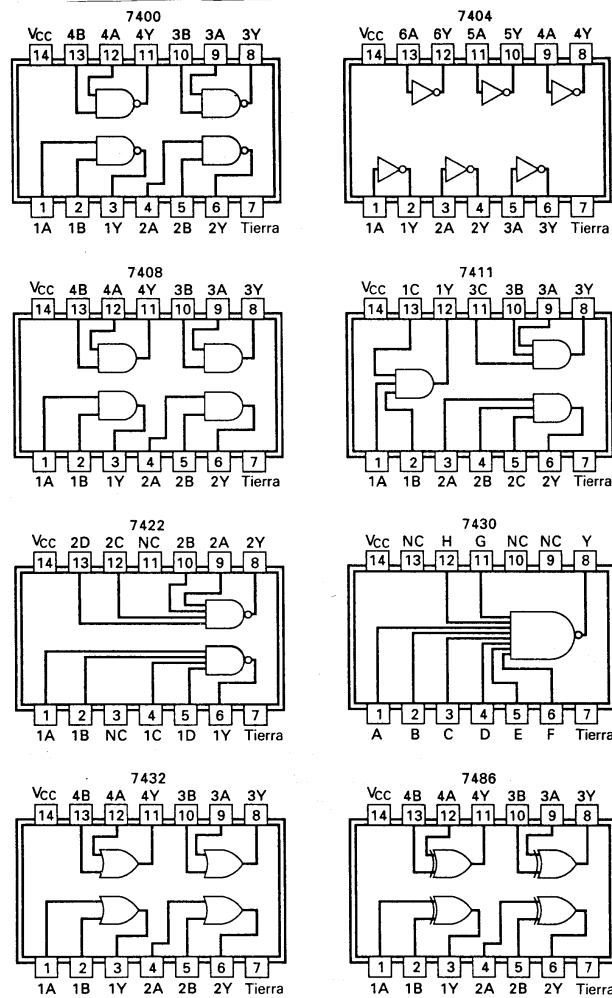 7400
Vcc 4B 4A 4Y 3B 3A 3Y
14 13 12 11 10 9 8
1 2 3 4 5 6 7
1A 1B 1Y 2A 2B 2Y Tierra
7404
Vcc 6A 6Y 5A 5Y 4A 4Y
14 13 12 11 10 9 8
1 2 3 4 5 6 7
1A 1Y 2A 2Y 3A 3Y Tierra
7408
Vcc 4B 4A 4Y 3B 3A 3Y
14 13 12 11 10 9 8
1 2 3 4 5 6 7
1A 1B 1Y 2A 2B 2Y Tierra
7411
Vcc 1C 1Y 3C 3B 3A 3Y
14 13 12 11 10 9 8
1 2 3 4 5 6 7
1A 1B 2A 2B 2C 2Y Tierra
7422
Vcc 2D 2C NC 2B 2A 2Y
14 13 12 11 10 9 8
1 2 3 4 5 6 7
1A 1B NC 1C 1D 1Y Tierra
7430
Vcc NC H G NC NC Y
14 13 12 11 10 9 8
1 2 3 4 5 6 7
A B C D E F Tierra
7432
Vcc 4B 4A 4Y 3B 3A 3Y
14 13 12 11 10 9 8
1 2 3 4 5 6 7
1A 1B 1Y 2A 2B 2Y Tierra
7486
Vcc 4B 4A 4Y 3B 3A 3Y
14 13 12 11 10 9 8
1 2 3 4 5 6 7
1A 1B 1Y 2A 2B 2Y Tierra